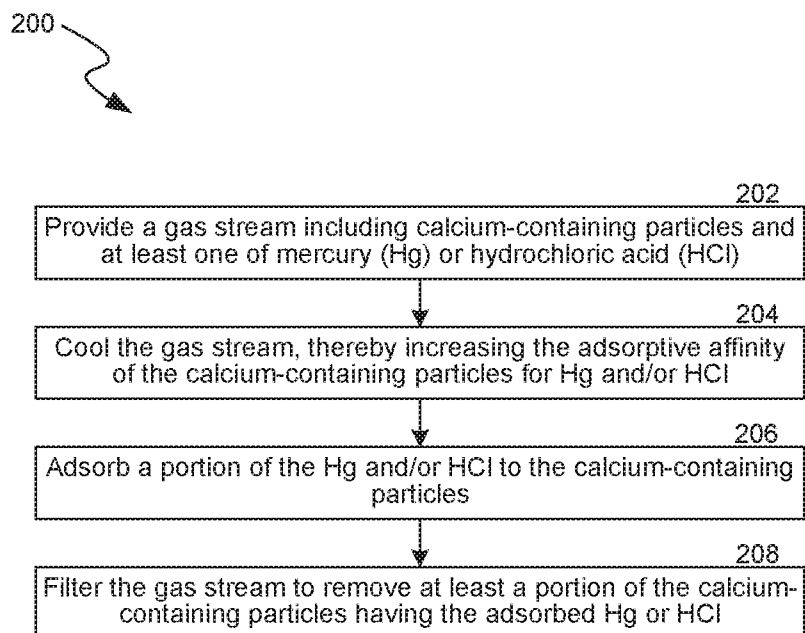 200
202
Provide a gas stream including calcium-containing particles and
at least one of mercury (Hg) or hydrochloric acid (HCl)
204
Cool the gas stream, thereby increasing the adsorptive affinity
of the calcium-containing particles for Hg and/or HCl
206
Adsorb a portion of the Hg and/or HCl to the calcium-containing
particles
208
Filter the gas stream to remove at least a portion of the calcium-
containing particles having the adsorbed Hg or HCl